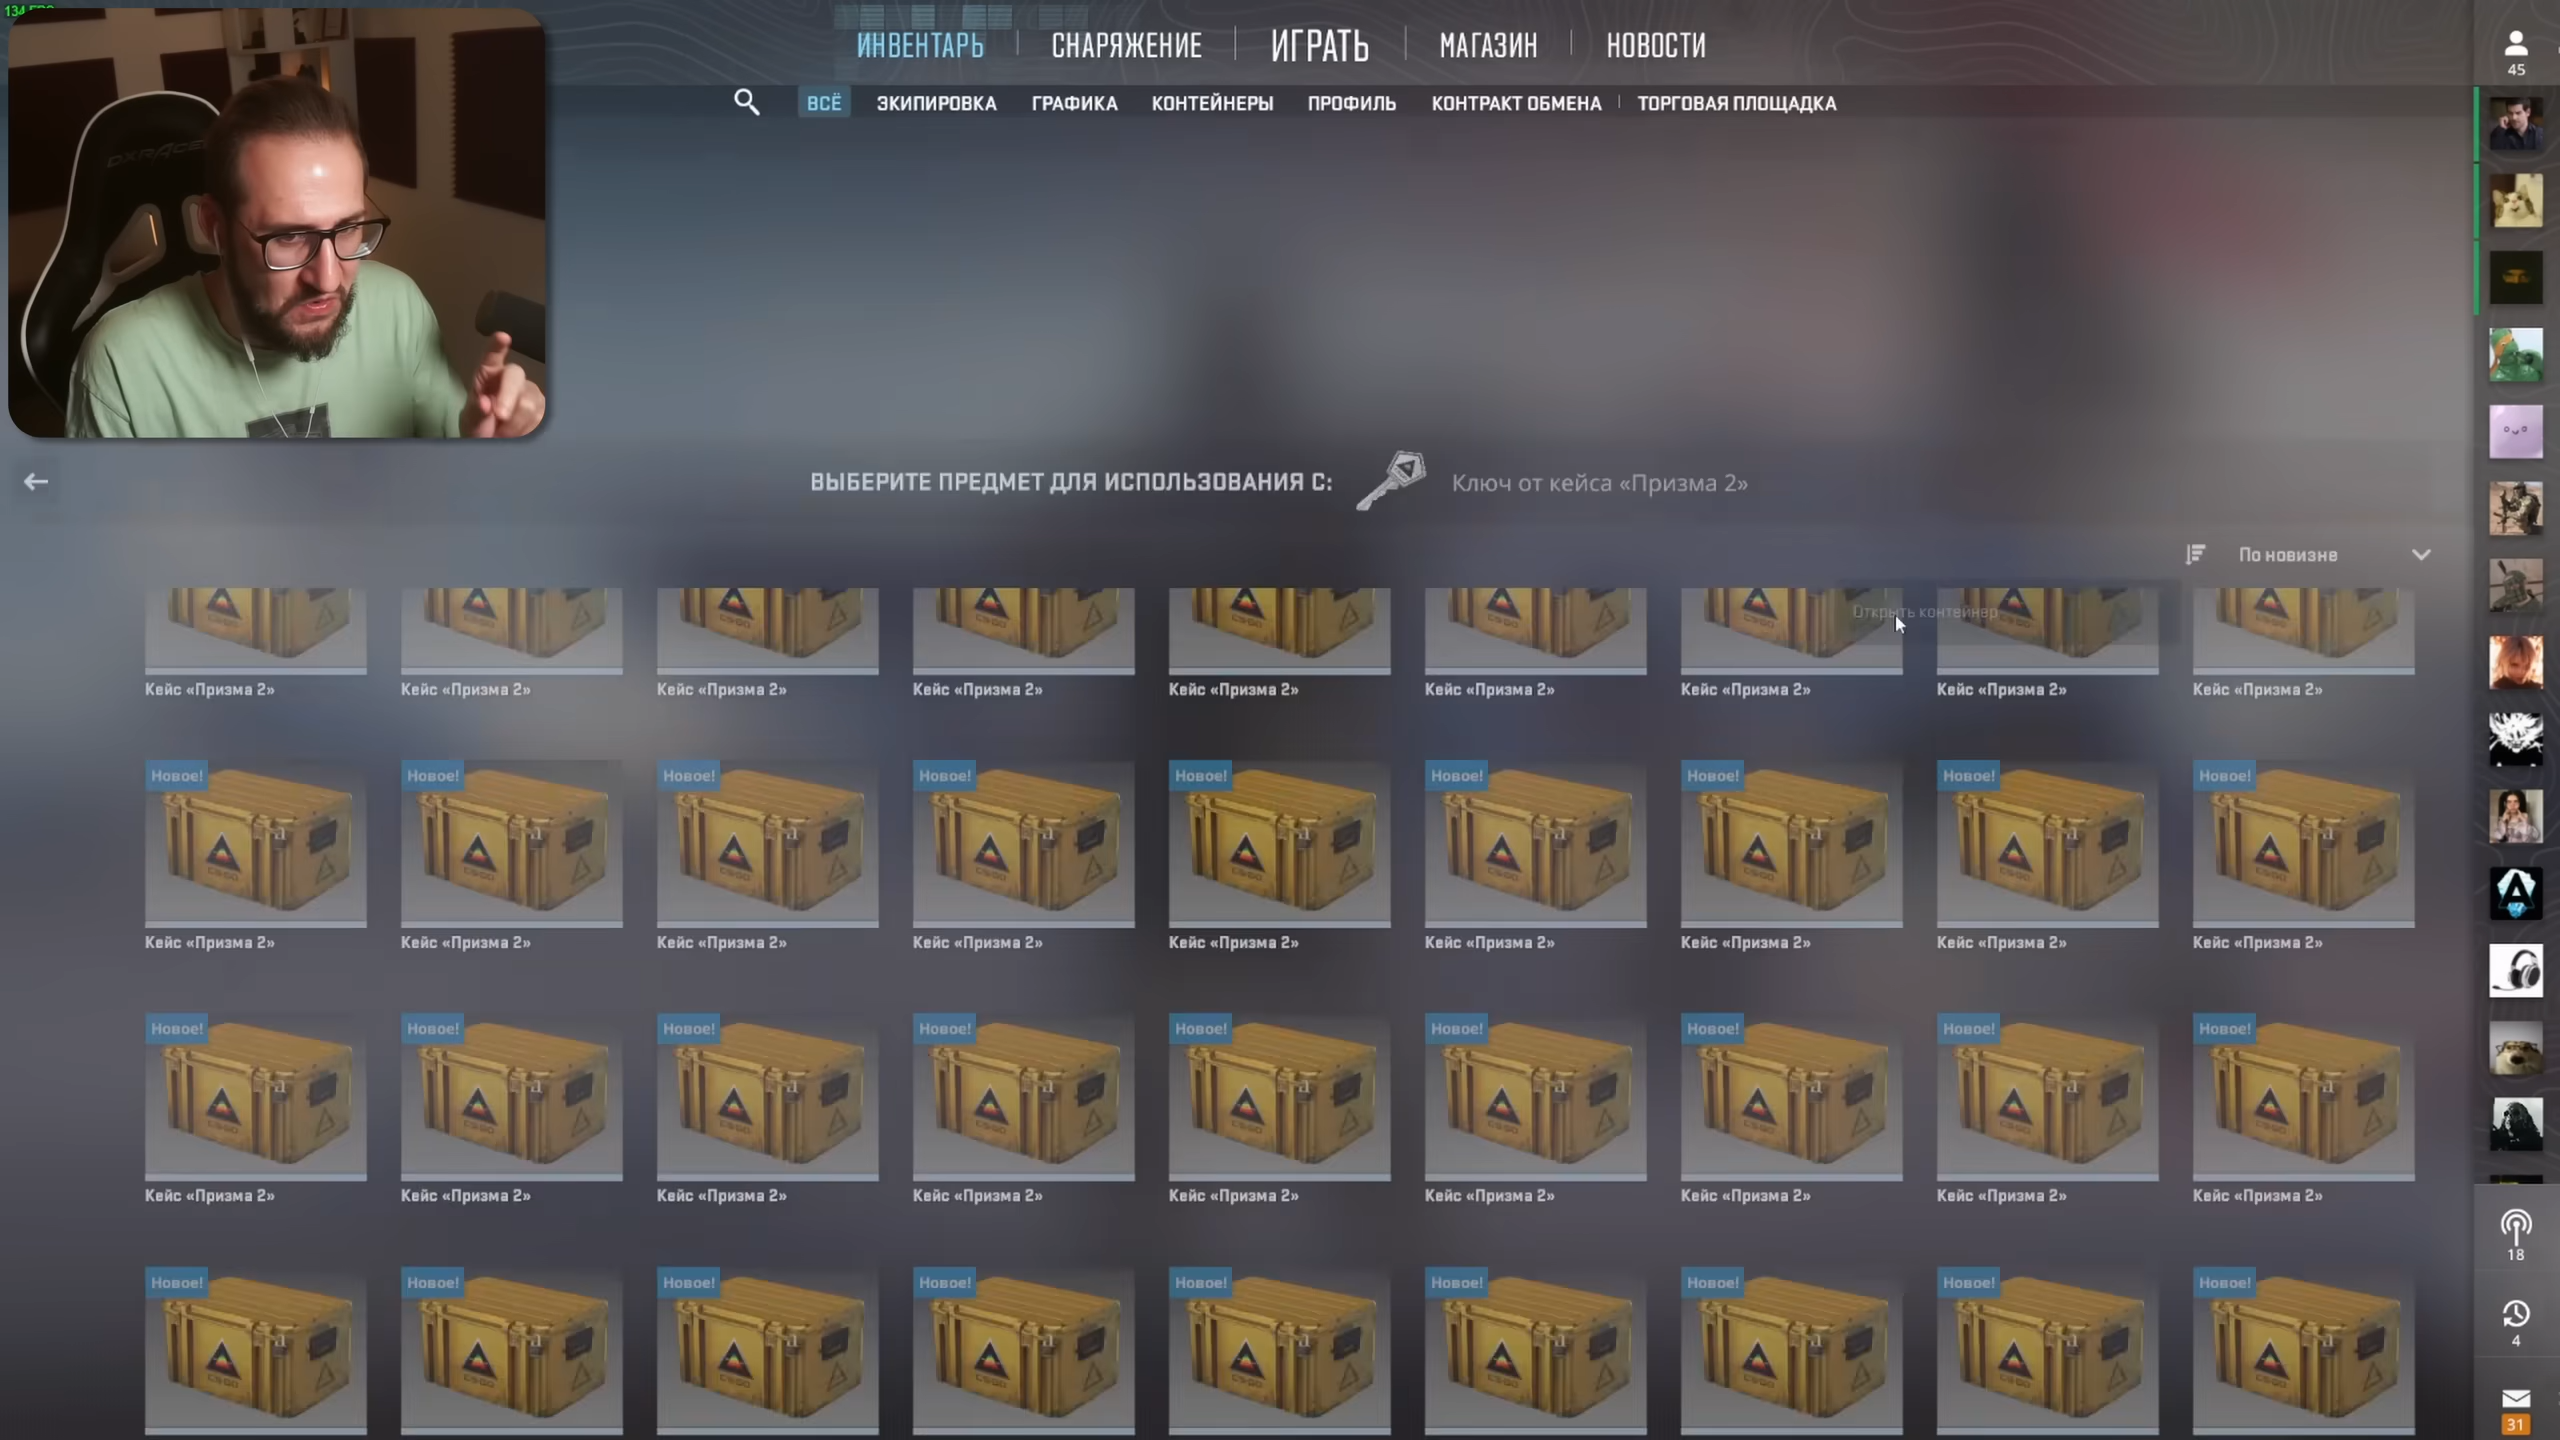 134 FPS
ИНВЕНТАРЬ
СНАРЯЖЕНИЕ
ИГРАТЬ
МАГАЗИН
НОВОСТИ
45
ВСЁ
ЭКИПИРОВКА
ГРАФИКА
КОНТЕЙНЕРЫ
ПРОФИЛЬ
КОНТРАКТ ОБМЕНА
ТОРГОВАЯ ПЛОЩАДКА
ВЫБЕРИТЕ ПРЕДМЕТ ДЛЯ ИСПОЛЬЗОВАНИЯ С:
Ключ от кейса «Призма 2»
По новизне
Открыть контейнер
Кейс «Призма 2»
Кейс «Призма 2»
Кейс «Призма 2»
Кейс «Призма 2»
Кейс «Призма 2»
Кейс «Призма 2»
Кейс «Призма 2»
Кейс «Призма 2»
Кейс «Призма 2»
Новое!
Новое!
Новое!
Новое!
Новое!
Новое!
Новое!
Новое!
Новое!
Кейс «Призма 2»
Кейс «Призма 2»
Кейс «Призма 2»
Кейс «Призма 2»
Кейс «Призма 2»
Кейс «Призма 2»
Кейс «Призма 2»
Кейс «Призма 2»
Кейс «Призма 2»
Новое!
Новое!
Новое!
Новое!
Новое!
Новое!
Новое!
Новое!
Новое!
Кейс «Призма 2»
Кейс «Призма 2»
Кейс «Призма 2»
Кейс «Призма 2»
Кейс «Призма 2»
Кейс «Призма 2»
Кейс «Призма 2»
Кейс «Призма 2»
Кейс «Призма 2»
Новое!
Новое!
Новое!
Новое!
Новое!
Новое!
Новое!
Новое!
Новое!
18
4
31